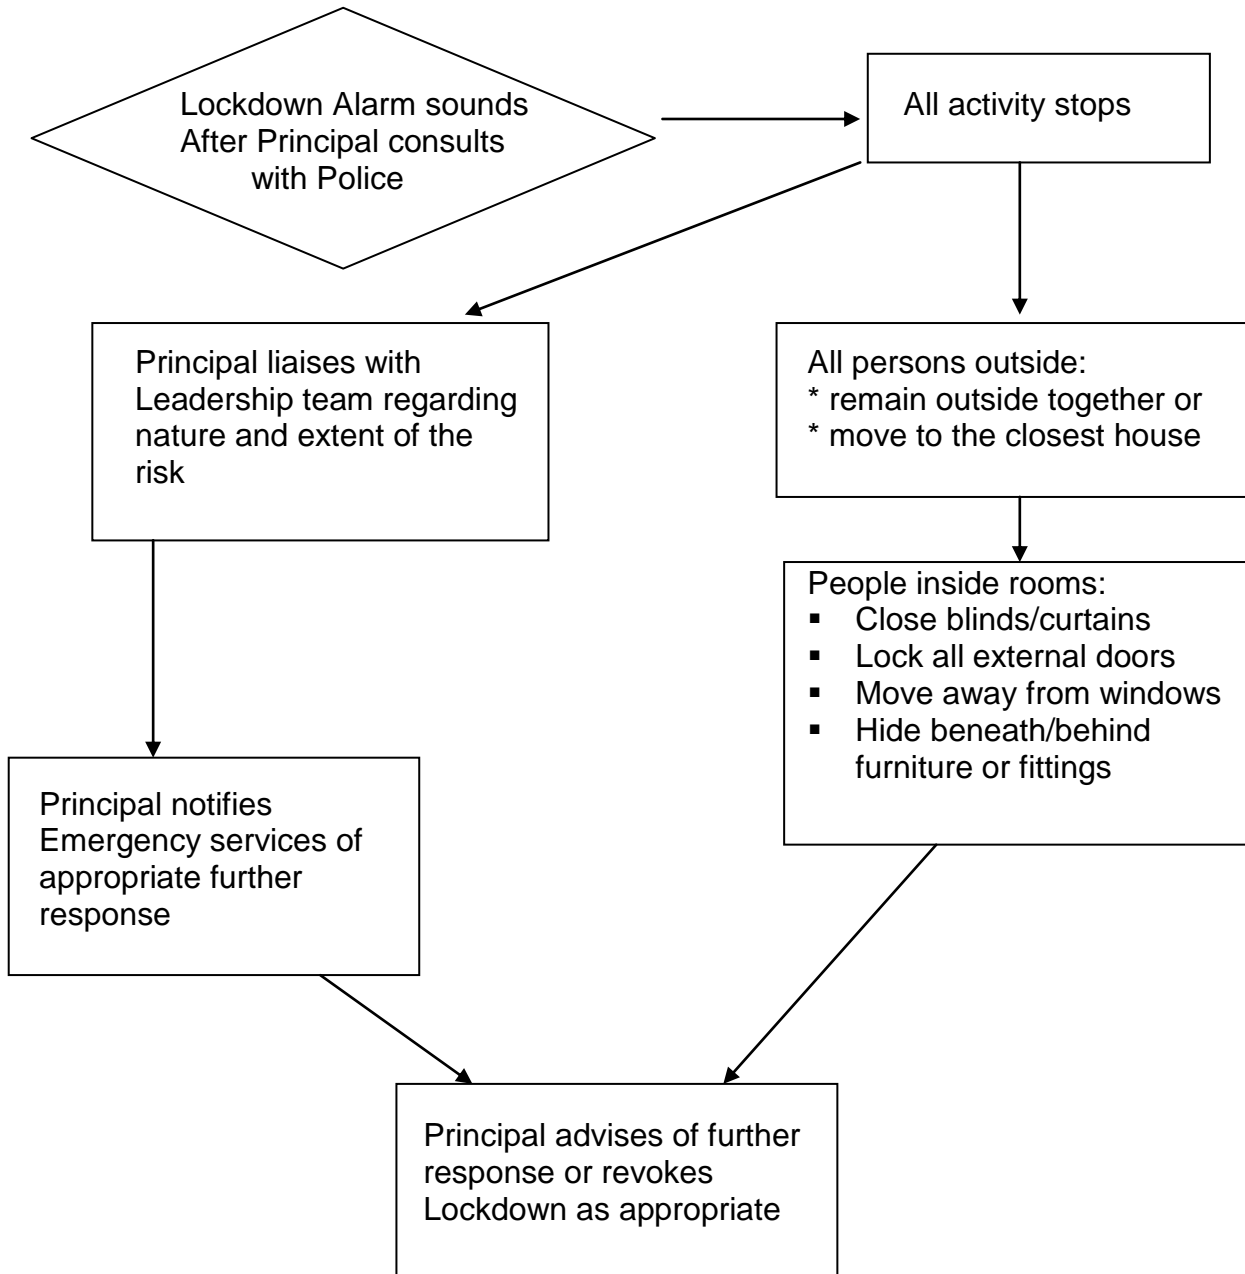 Lockdown Alarm sounds
After Principal consults
with Police
All activity stops
Principal liaises with
Leadership team regarding
nature and extent of the
risk
All persons outside:
* remain outside together or
* move to the closest house
People inside rooms:
▪ Close blinds/curtains
▪ Lock all external doors
▪ Move away from windows
▪ Hide beneath/behind
furniture or fittings
Principal notifies
Emergency services of
appropriate further
response
Principal advises of further
response or revokes
Lockdown as appropriate